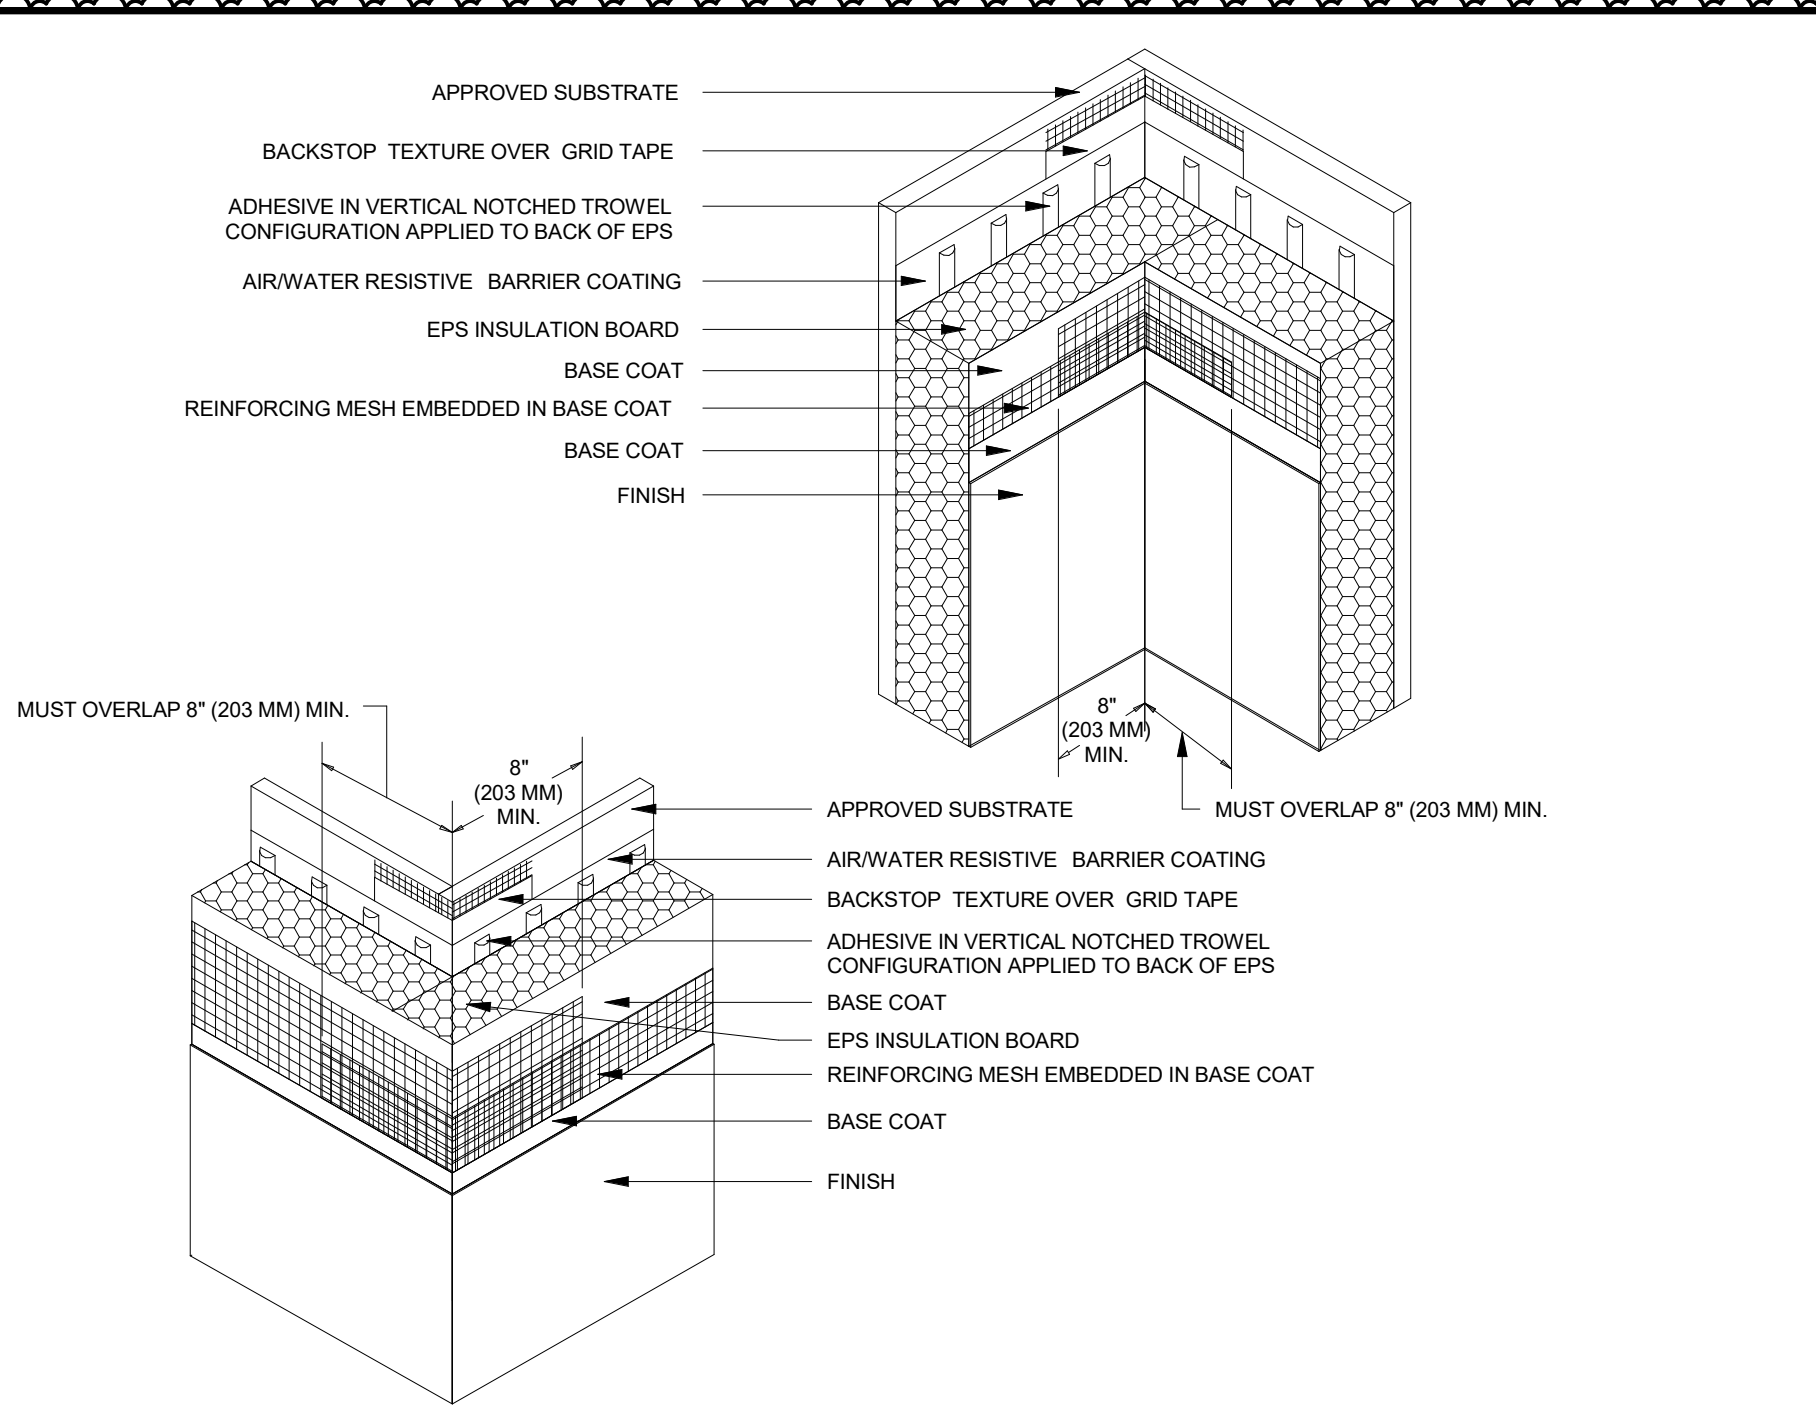 APPROVED SUBSTRATE
BACKSTOP TEXTURE OVER GRID TAPE
ADHESIVE IN VERTICAL NOTCHED TROWEL
CONFIGURATION APPLIED TO BACK OF EPS
AIR/WATER RESISTIVE BARRIER COATING
EPS INSULATION BOARD
BASE COAT
REINFORCING MESH EMBEDDED IN BASE COAT
BASE COAT
FINISH
8"
(203 MM)
MIN.
MUST OVERLAP 8" (203 MM) MIN.
MUST OVERLAP 8" (203 MM) MIN.
8"
(203 MM)
MIN.
APPROVED SUBSTRATE
AIR/WATER RESISTIVE BARRIER COATING
BACKSTOP TEXTURE OVER GRID TAPE
ADHESIVE IN VERTICAL NOTCHED TROWEL
CONFIGURATION APPLIED TO BACK OF EPS
BASE COAT
EPS INSULATION BOARD
REINFORCING MESH EMBEDDED IN BASE COAT
BASE COAT
FINISH